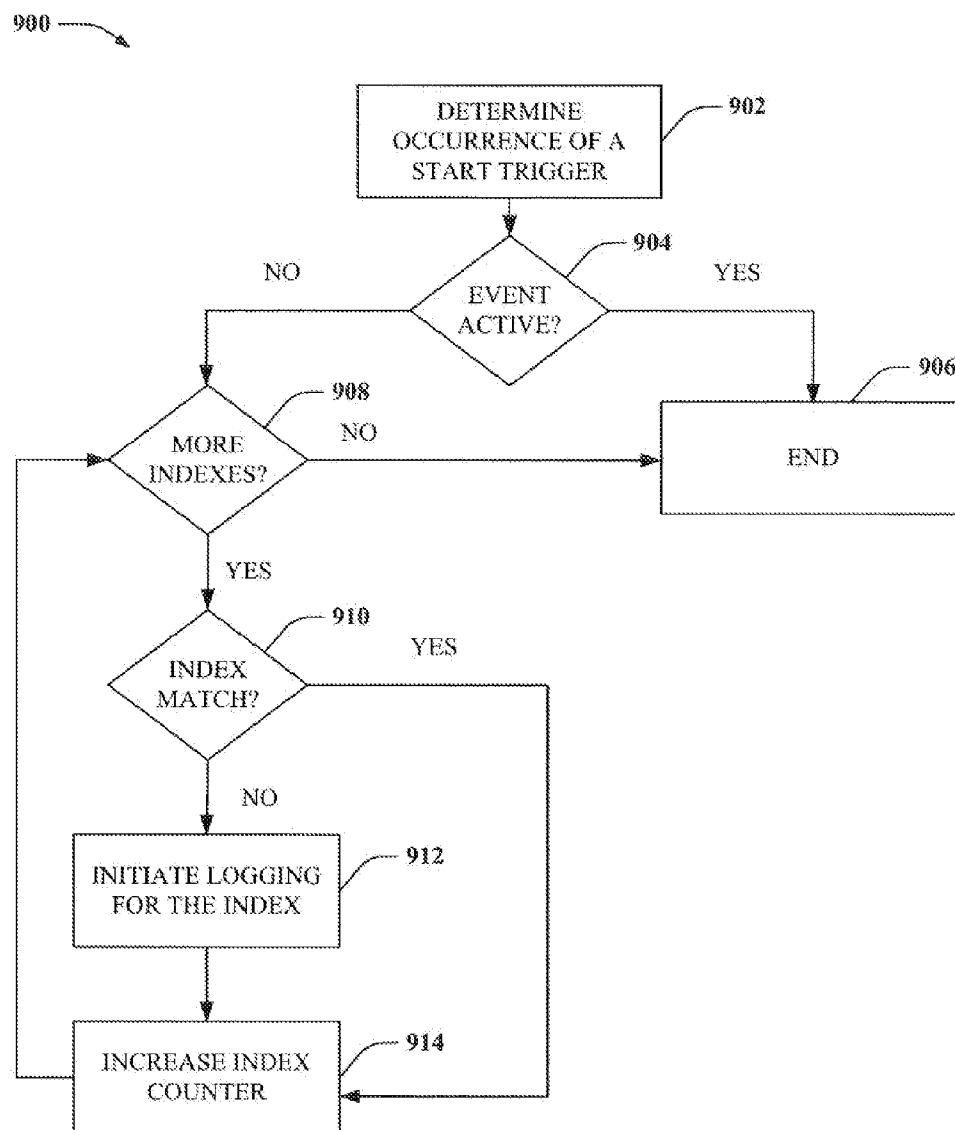 900
DETERMINE
OCCURRENCE OF A
START TRIGGER
902
904
NO
YES
EVENT
ACTIVE?
906
908
NO
MORE
INDEXES?
END
YES
910
YES
INDEX
MATCH?
NO
912
INITIATE LOGGING
FOR THE INDEX
914
INCREASE INDEX
COUNTER